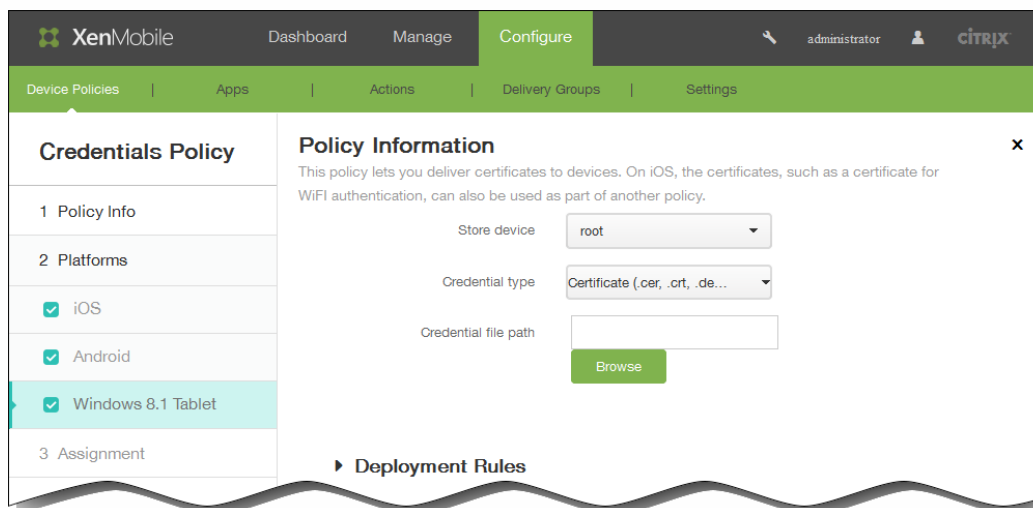 XenMobile Dashboard Manage Configure administrator CİTRIX
Device Policies | Apps | Actions | Delivery Groups | Settings
Credentials Policy
1 Policy Info
2 Platforms
iOS
Android
Windows 8.1 Tablet
3 Assignment
Policy Information x
This policy lets you deliver certificates to devices. On iOS, the certificates, such as a certificate for
WiFI authentication, can also be used as part of another policy.
Store device root
Credential type Certificate (.cer, .crt, .de...
Credential file path
Browse
Deployment Rules